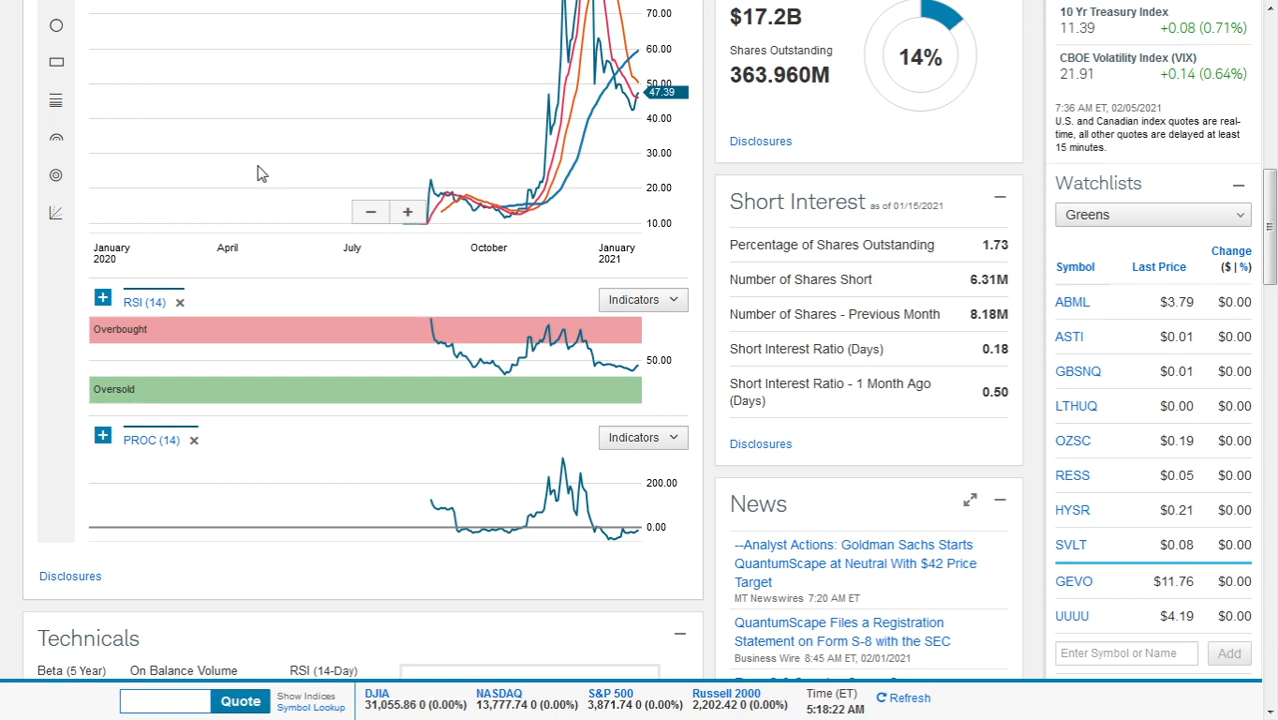 70.00
60.00
50.00
47.39
40.00
30.00
20.00
10.00
− +
January
2020
April
July
October
January
2021
+ RSI (14) ×
Indicators
Overbought
50.00
Oversold
+ PROC (14) ×
Indicators
200.00
0.00
Disclosures
Technicals
Beta (5 Year) On Balance Volume RSI (14-Day)
$17.2B
Shares Outstanding
363.960M
14%
Disclosures
Short Interest as of 01/15/2021
Percentage of Shares Outstanding 1.73
Number of Shares Short 6.31M
Number of Shares - Previous Month 8.18M
Short Interest Ratio (Days) 0.18
Short Interest Ratio - 1 Month Ago
(Days) 0.50
Disclosures
News
--Analyst Actions: Goldman Sachs Starts
QuantumScape at Neutral With $42 Price
Target
MT Newswires 7:20 AM ET
QuantumScape Files a Registration
Statement on Form S-8 with the SEC
Business Wire 8:45 AM ET, 02/01/2021
10 Yr Treasury Index
11.39 +0.08 (0.71%)
CBOE Volatility Index (VIX)
21.91 +0.14 (0.64%)
7:36 AM ET, 02/05/2021
U.S. and Canadian index quotes are real-
time, all other quotes are delayed at least
15 minutes.
Watchlists
Greens
Symbol Last Price Change
($ | %)
ABML $3.79 $0.00
ASTI $0.01 $0.00
GBSNQ $0.01 $0.00
LTHUQ $0.00 $0.00
OZSC $0.19 $0.00
RESS $0.05 $0.00
HYSR $0.21 $0.00
SVLT $0.08 $0.00
GEVO $11.76 $0.00
UUUU $4.19 $0.00
Enter Symbol or Name Add
Quote
Show Indices
Symbol Lookup
DJIA
31,055.86 0 (0.00%)
NASDAQ
13,777.74 0 (0.00%)
S&P 500
3,871.74 0 (0.00%)
Russell 2000
2,202.42 0 (0.00%)
Time (ET)
5:18:22 AM
Refresh